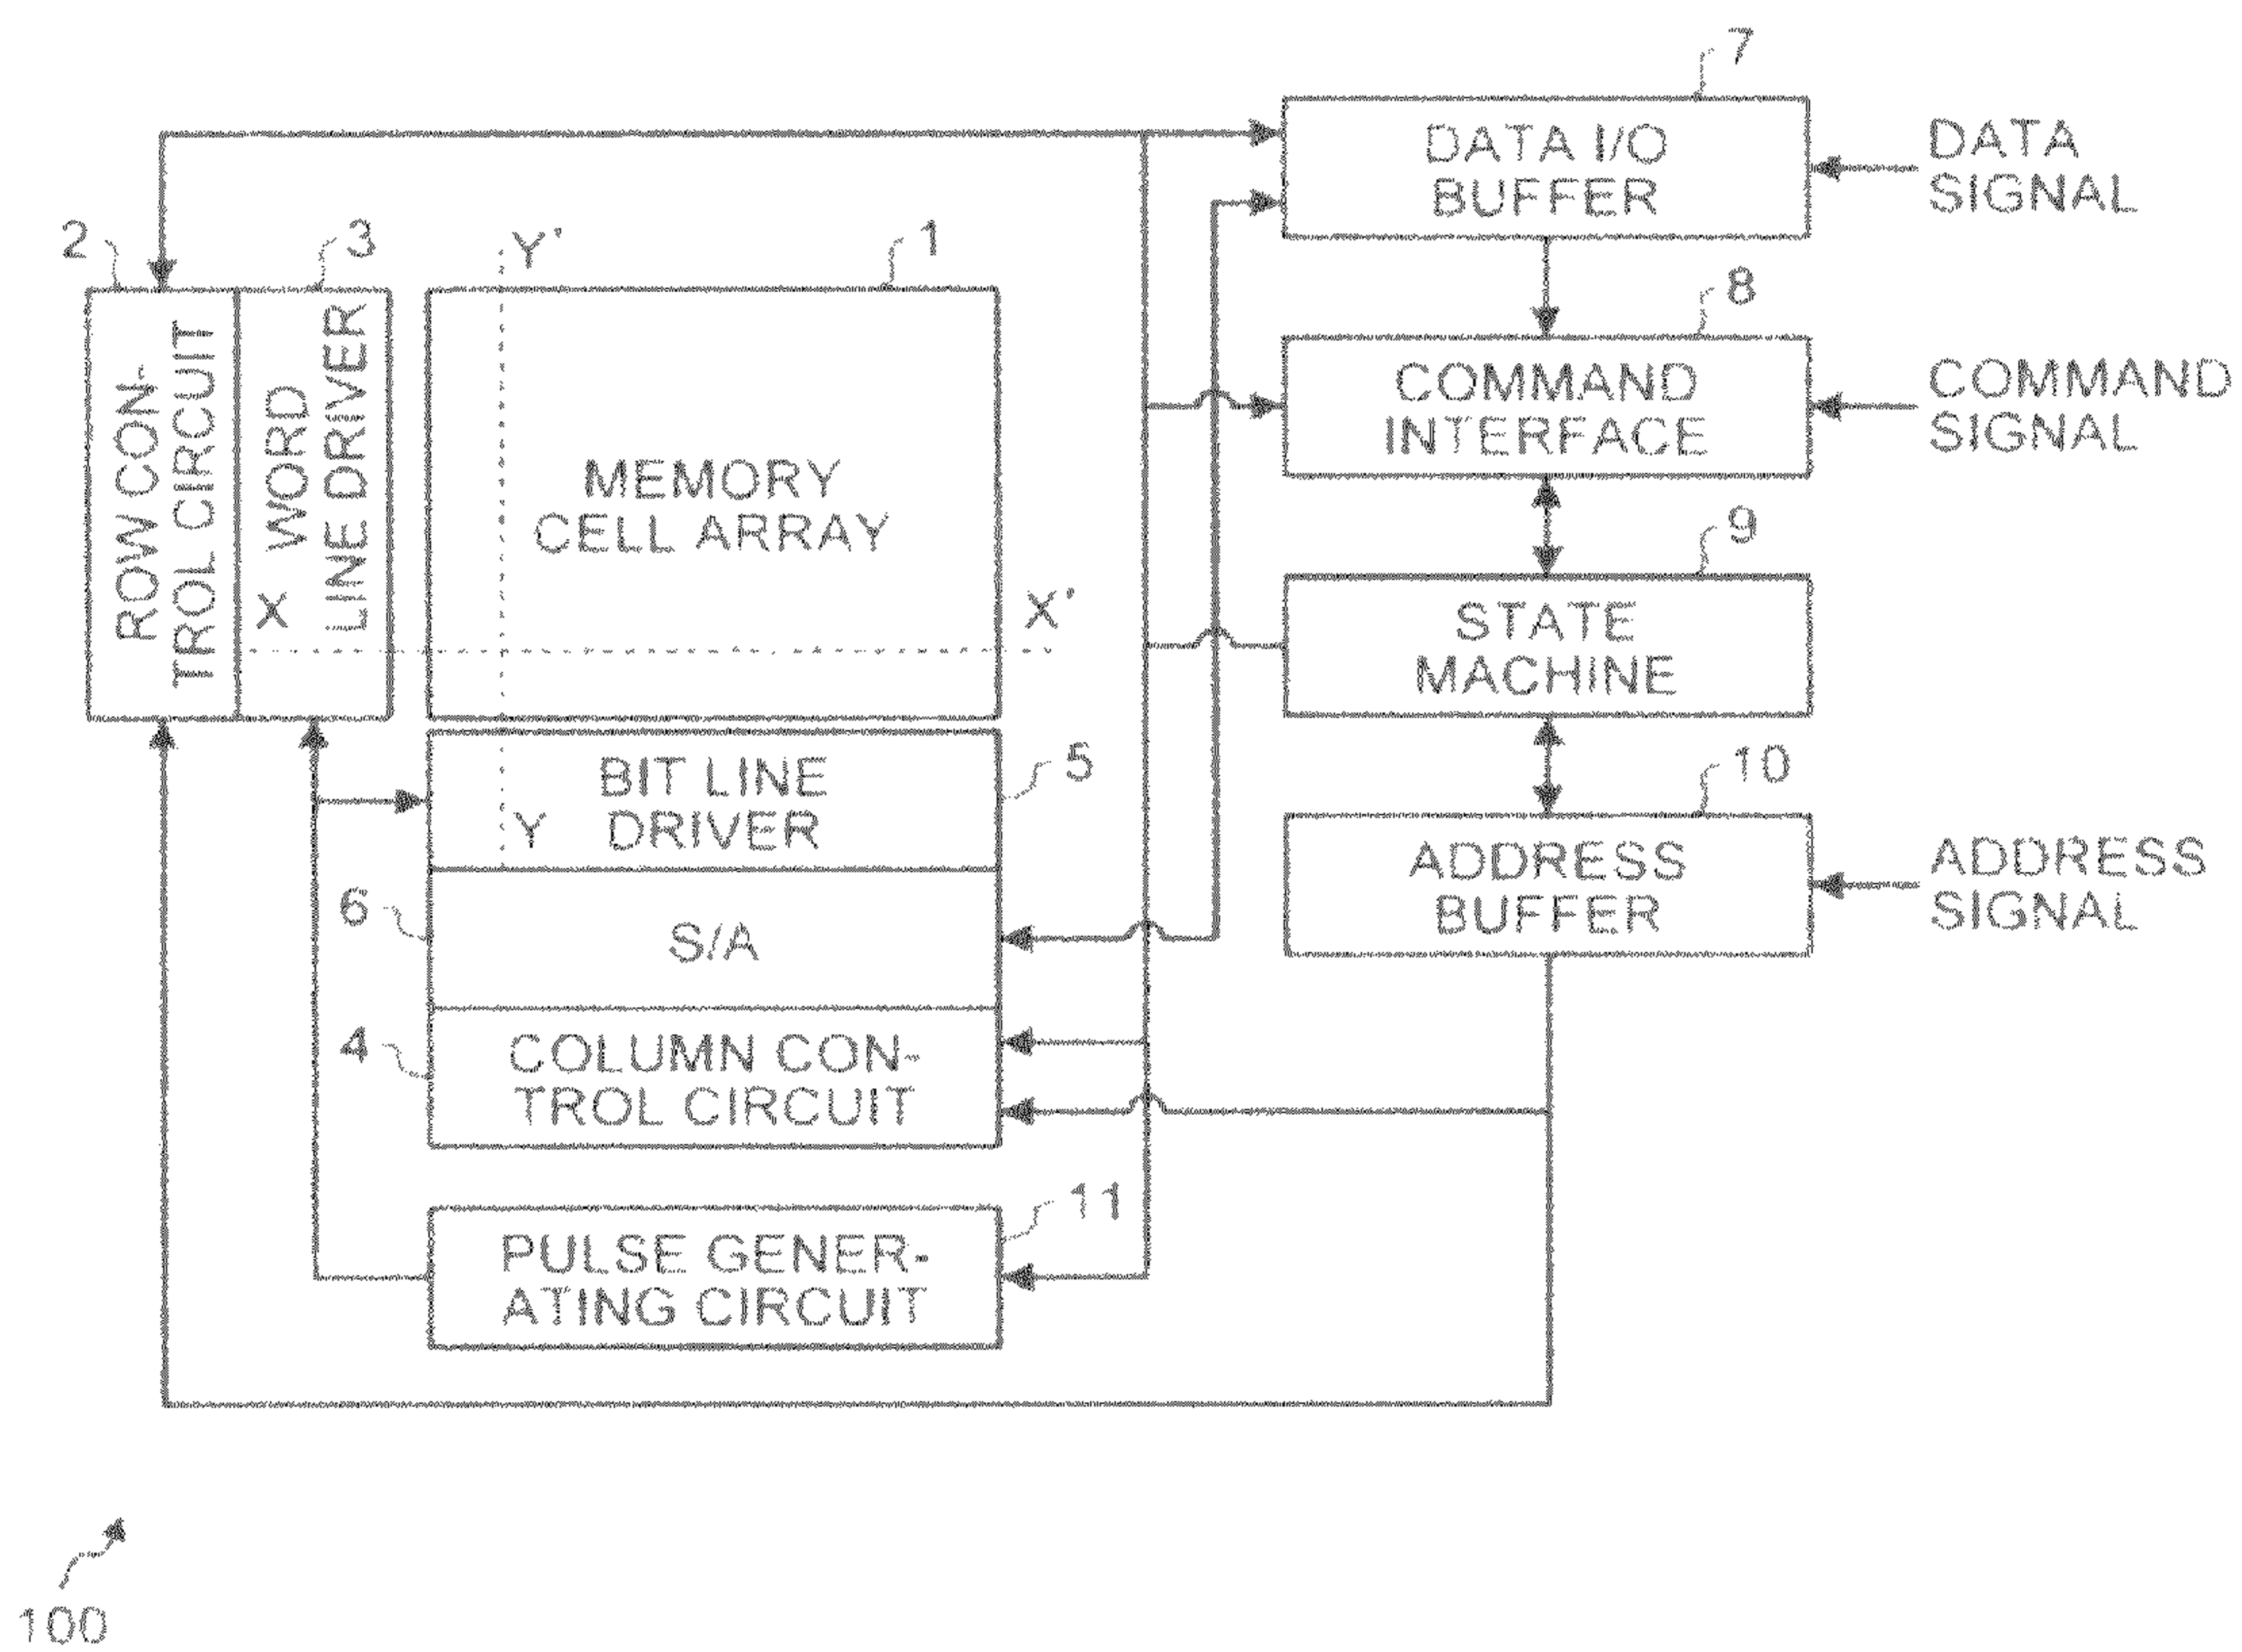 7
DATA I/O
BUFFER
DATA
SIGNAL
2
3
Y'
1
8
ROW CON-
TROL CIRCUIT
WORD
LINE DRIVER
X
MEMORY
CELL ARRAY
X'
COMMAND
INTERFACE
COMMAND
SIGNAL
9
STATE
MACHINE
BIT LINE
DRIVER
Y
5
10
ADDRESS
BUFFER
ADDRESS
SIGNAL
6
S/A
4
COLUMN CON-
TROL CIRCUIT
11
PULSE GENER-
ATING CIRCUIT
100